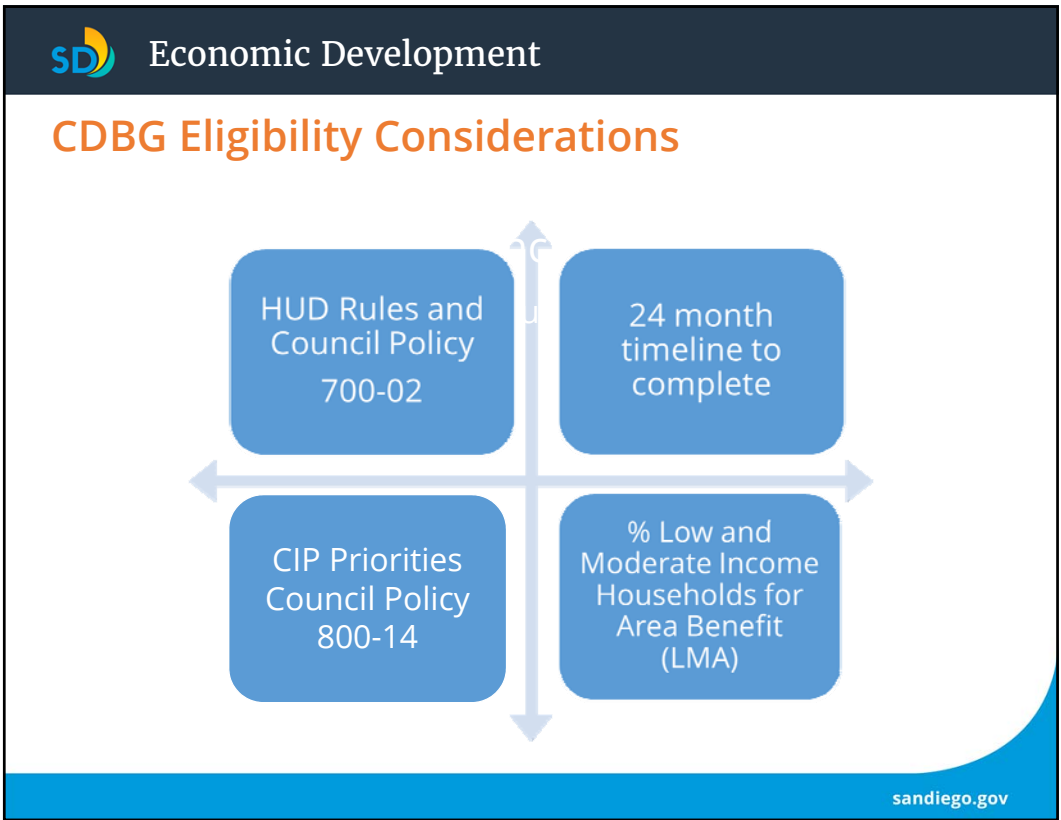 SD
Economic Development
CDBG Eligibility Considerations
HUD Rules and
Council Policy
700-02
24 month
timeline to
complete
CIP Priorities
Council Policy
800-14
% Low and
Moderate Income
Households for
Area Benefit
(LMA)
sandiego.gov